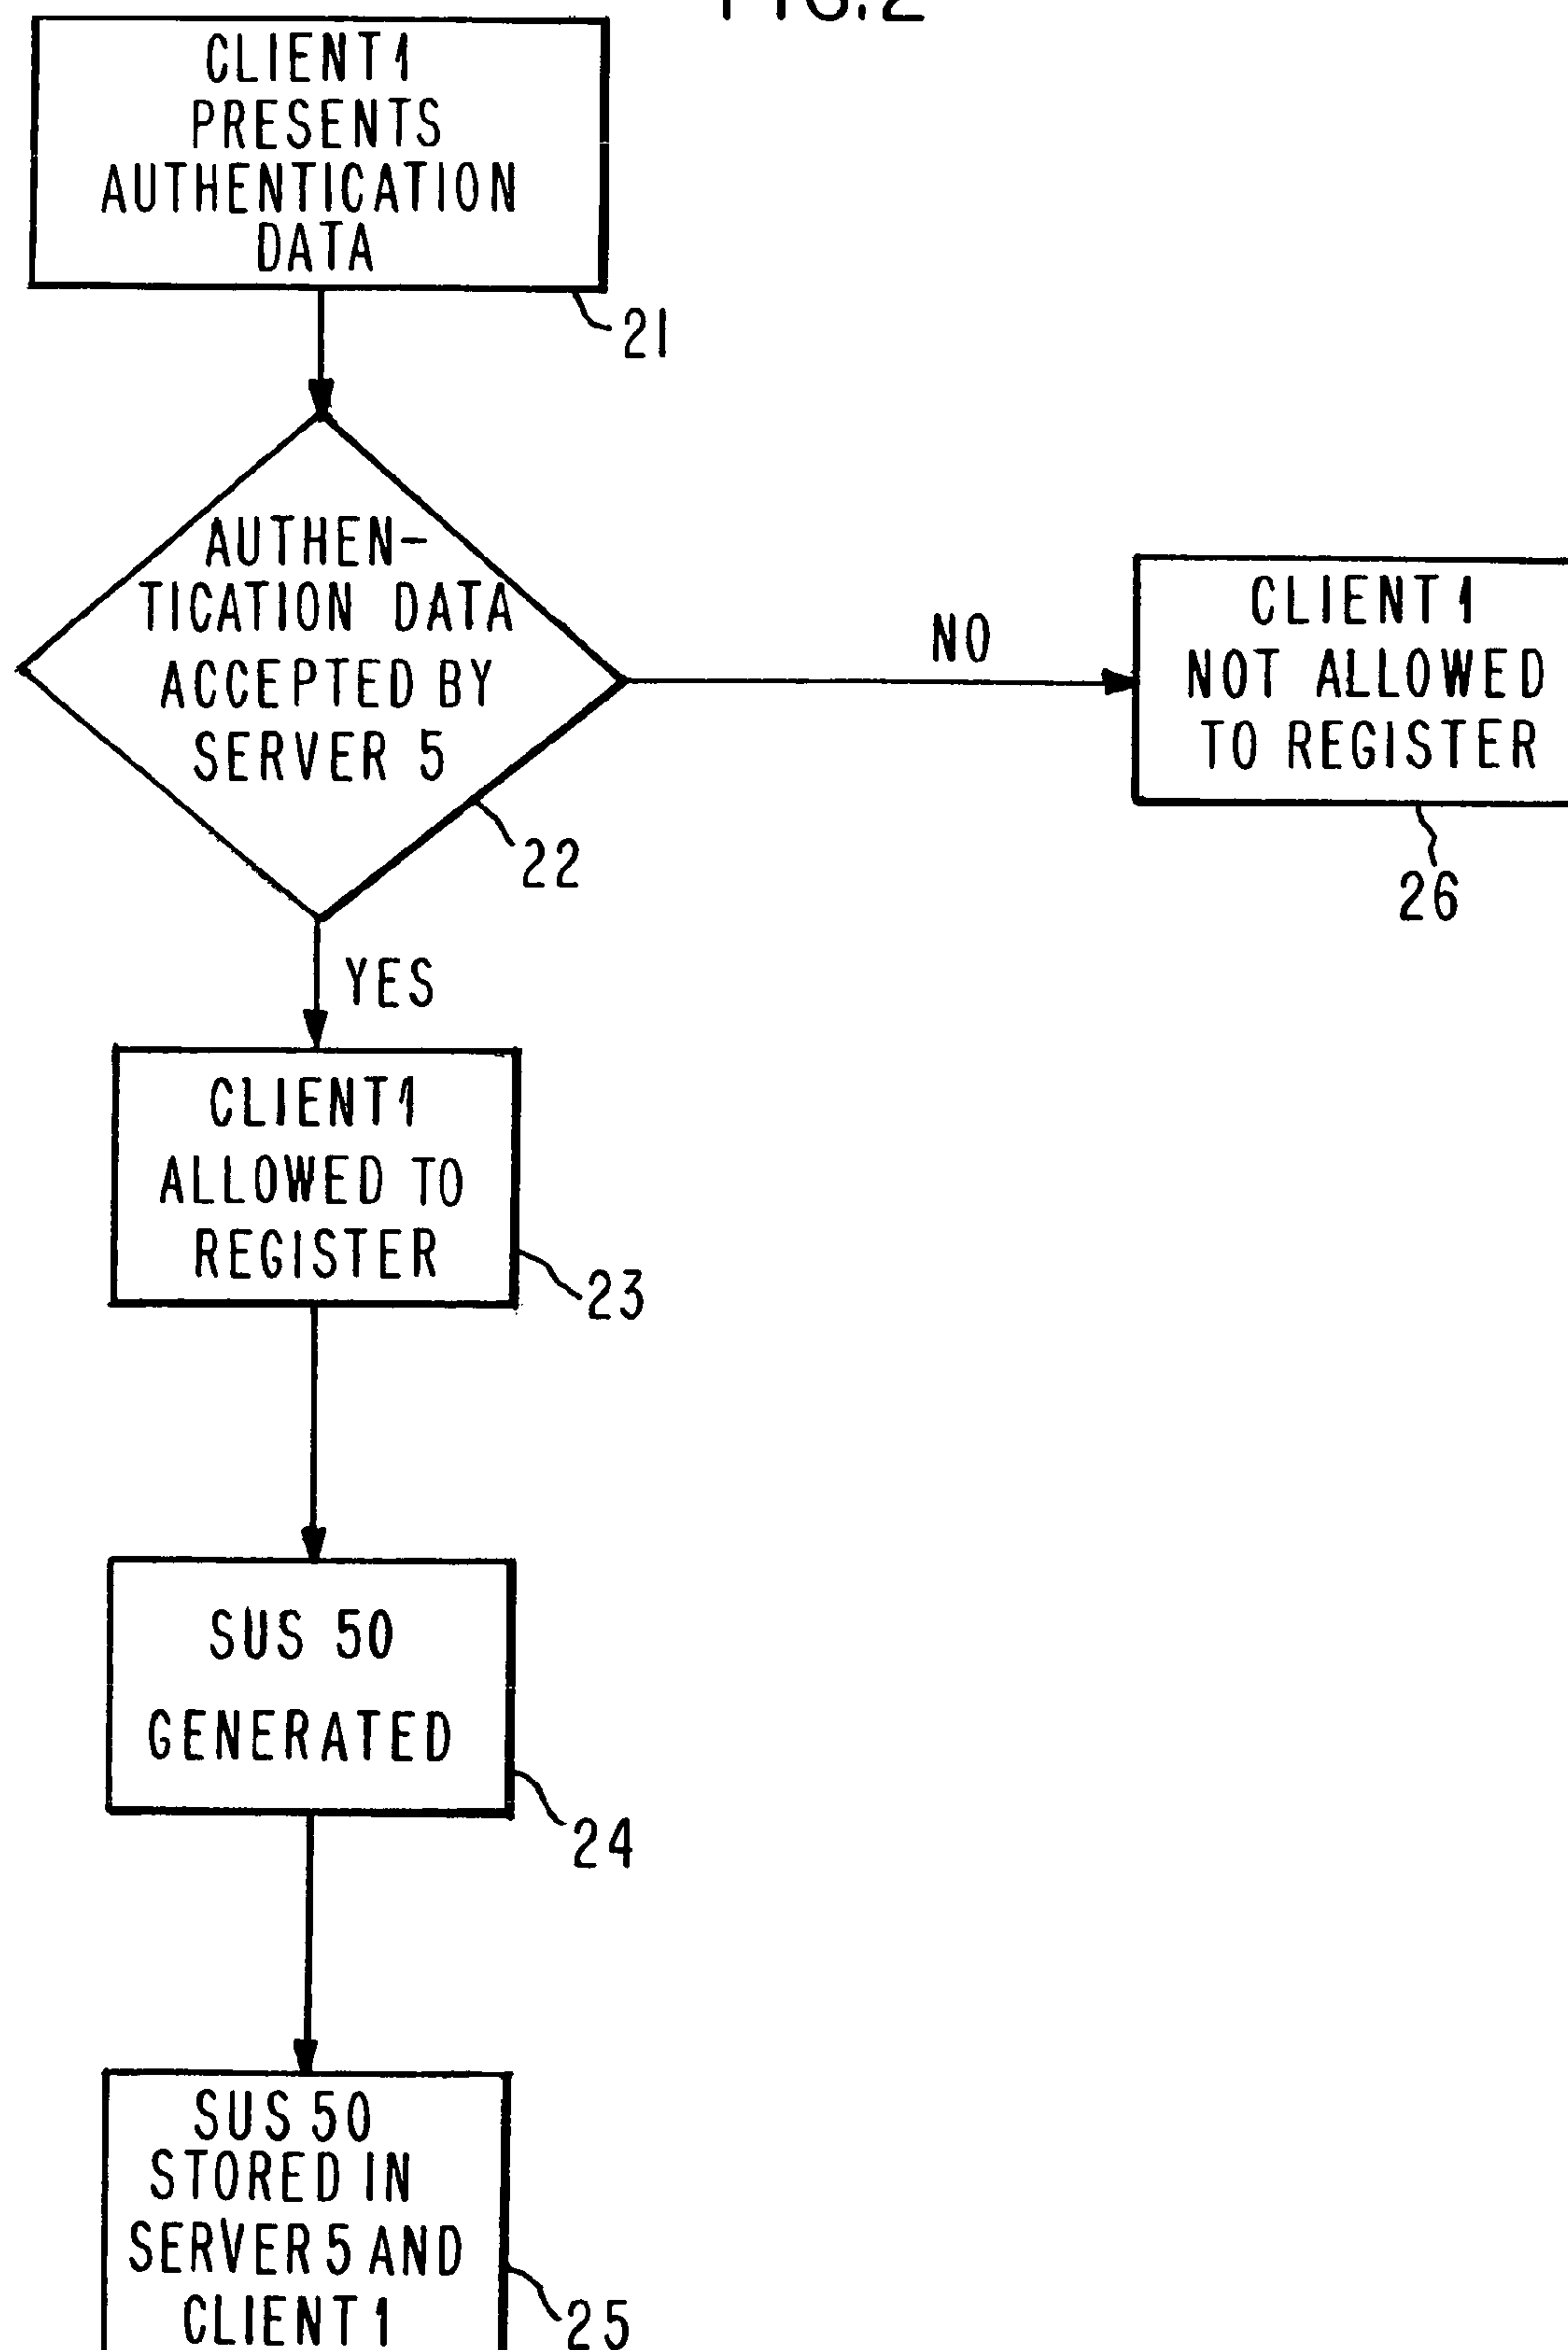 FIG.2
CLIENT 1
PRESENTS
AUTHENTICATION
DATA
21
AUTHEN-
TICATION DATA
ACCEPTED BY
SERVER 5
22
NO
CLIENT 1
NOT ALLOWED
TO REGISTER
26
YES
CLIENT 1
ALLOWED TO
REGISTER
23
SUS 50
GENERATED
24
SUS 50
STORED IN
SERVER 5 AND
CLIENT 1
25